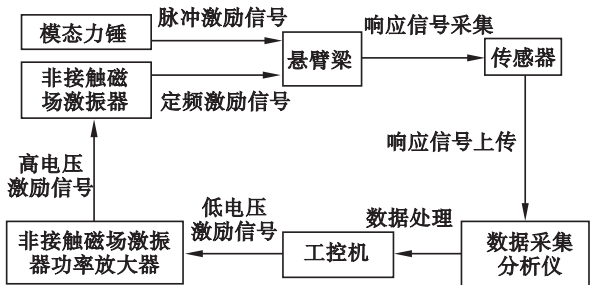 模态力锤
脉冲激励信号
悬臂梁
响应信号采集
传感器
非接触磁
场激振器
定频激励信号
响应信号上传
高电压
激励信号
低电压
激励信号
数据处理
非接触磁场激振
器功率放大器
工控机
数据采集
分析仪